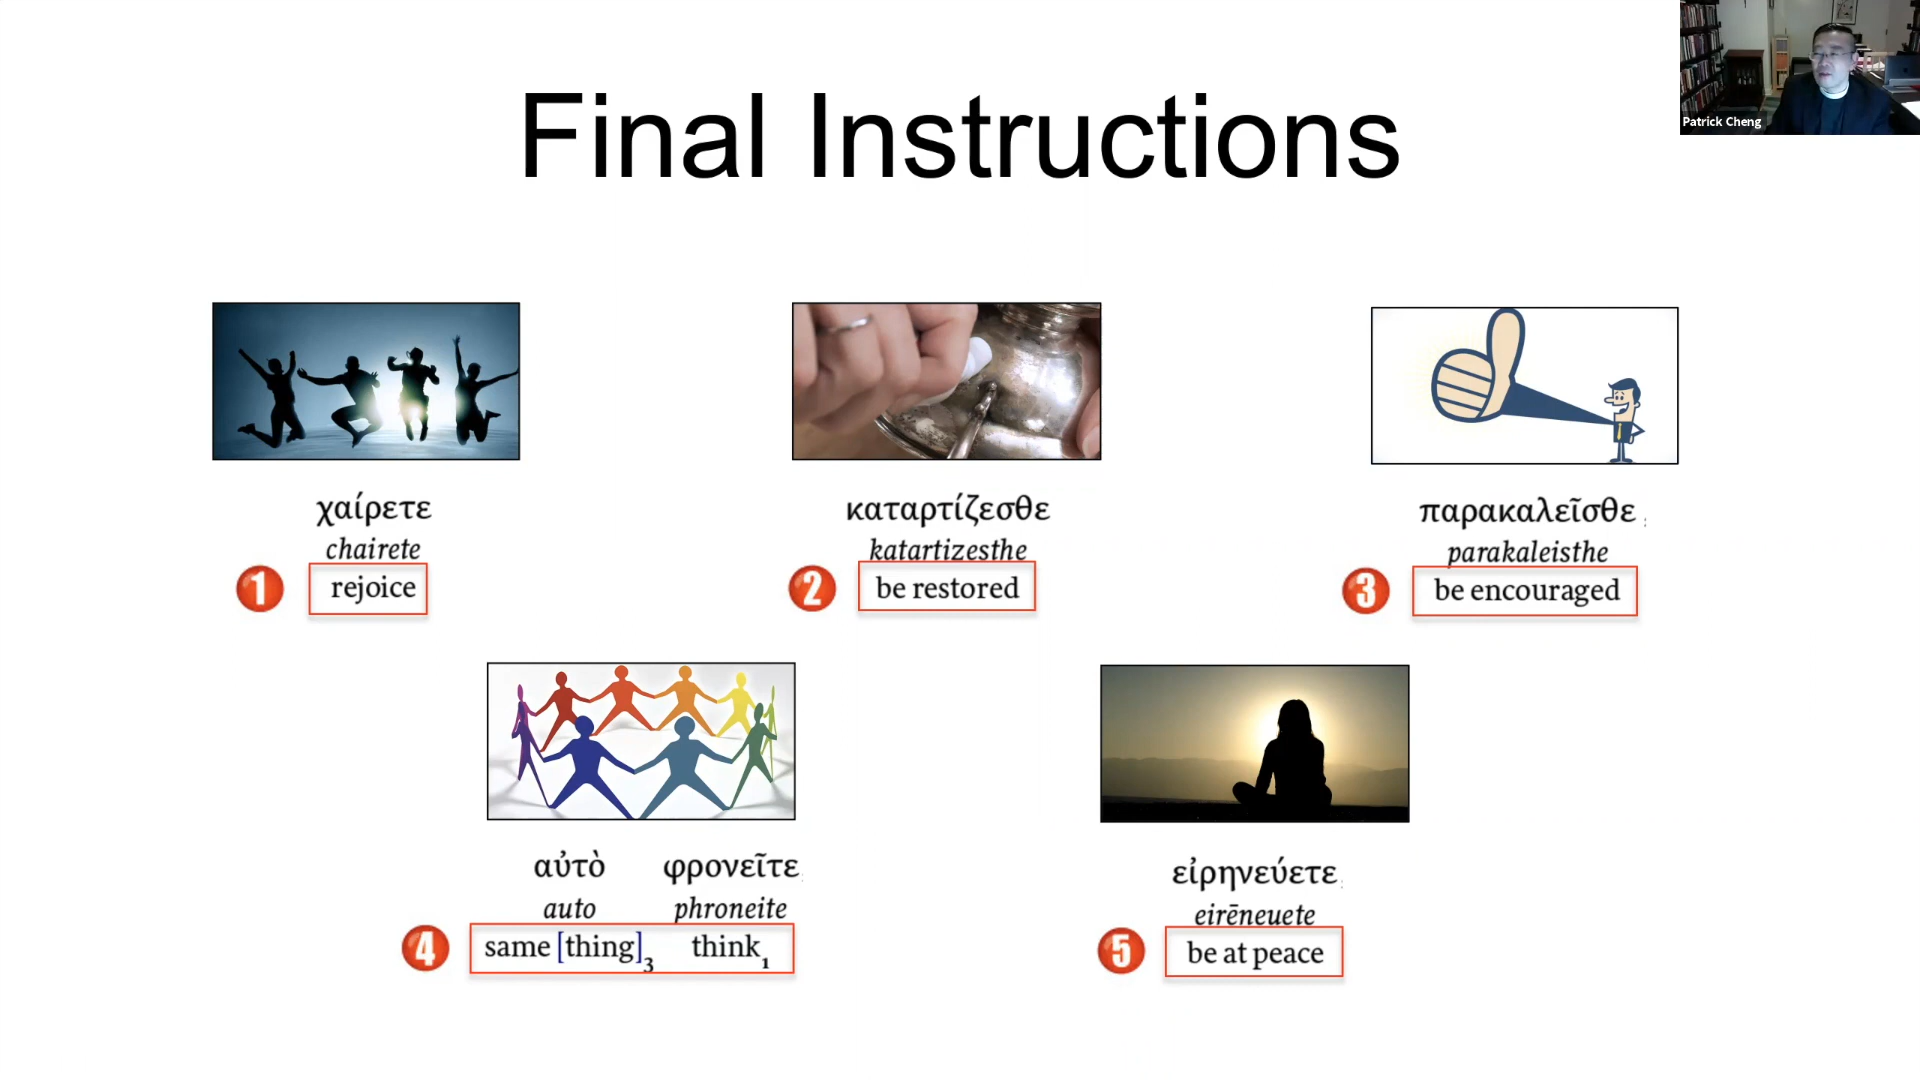 Patrick Cheng
Final Instructions
χαίρετε
chairete
1 rejoice
καταρτίζεσθε
katartizesthe
2 be restored
παρακαλεῖσθε
parakaleisthe
3 be encouraged
αὐτὸ φρονεῖτε
auto phroneite
4 same [thing]3 think1
εἰρηνεύετε
eirēneuete
5 be at peace